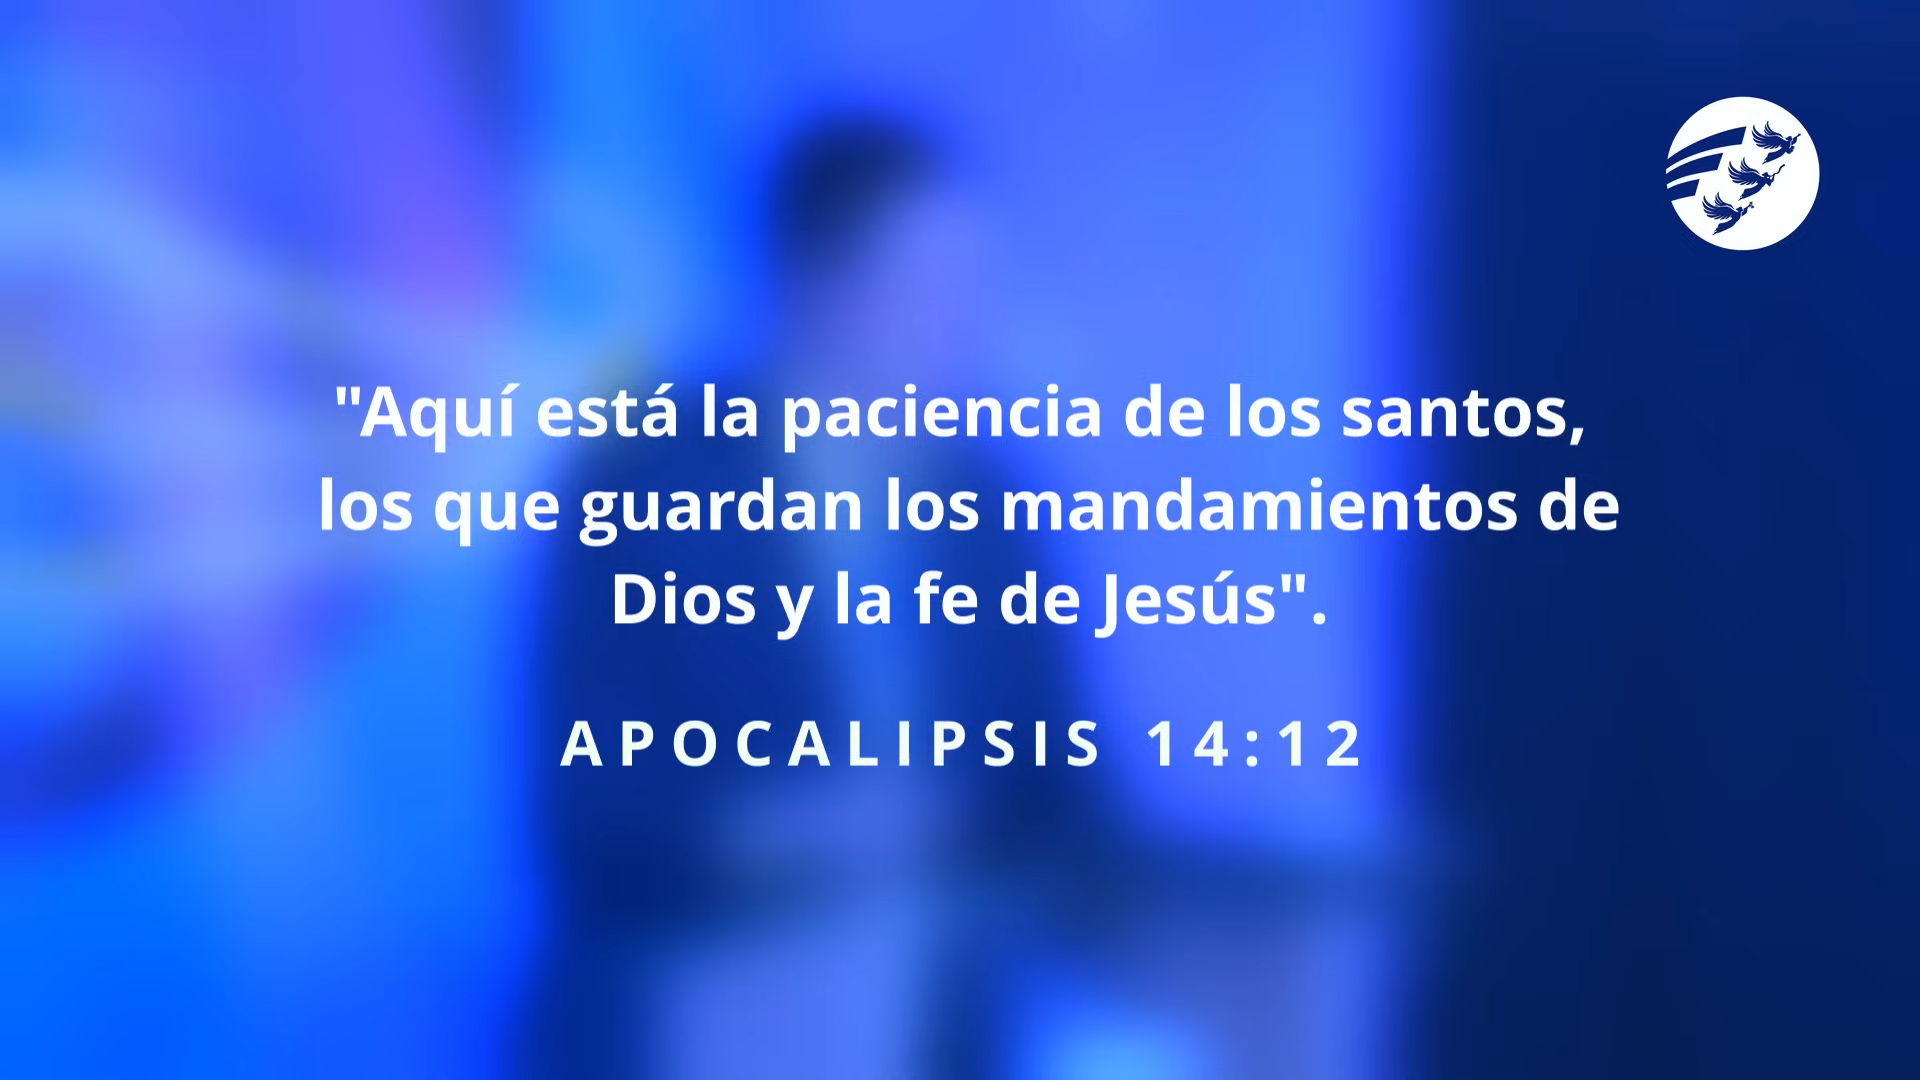 "Aquí está la paciencia de los santos,
los que guardan los mandamientos de
Dios y la fe de Jesús".
APOCALIPSIS 14:12